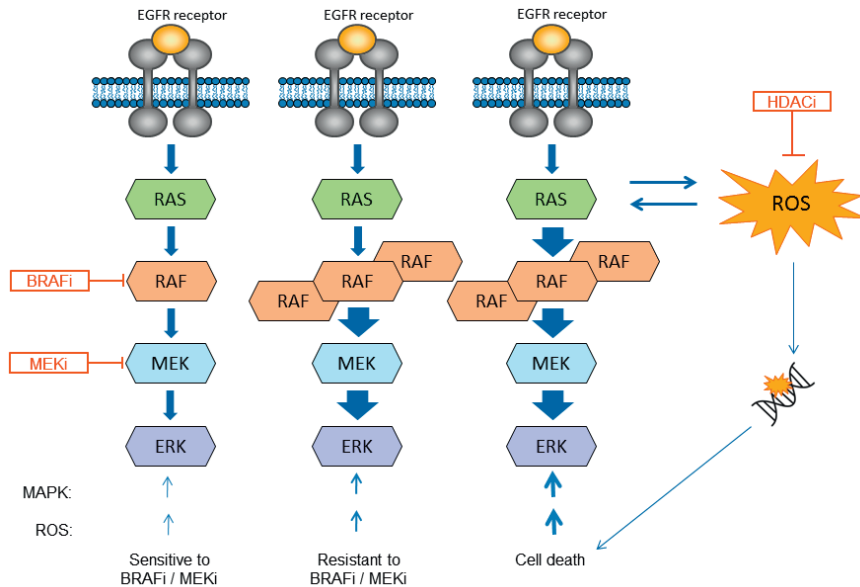 EGFR receptor
EGFR receptor
EGFR receptor
HDACi
RAS
RAS
RAS
ROS
BRAFi
RAF
RAF
RAF
RAF
RAF
RAF
RAF
MEKi
MEK
MEK
MEK
ERK
ERK
ERK
MAPK:
ROS:
Sensitive to
BRAFi / MEKi
Resistant to
BRAFi / MEKi
Cell death